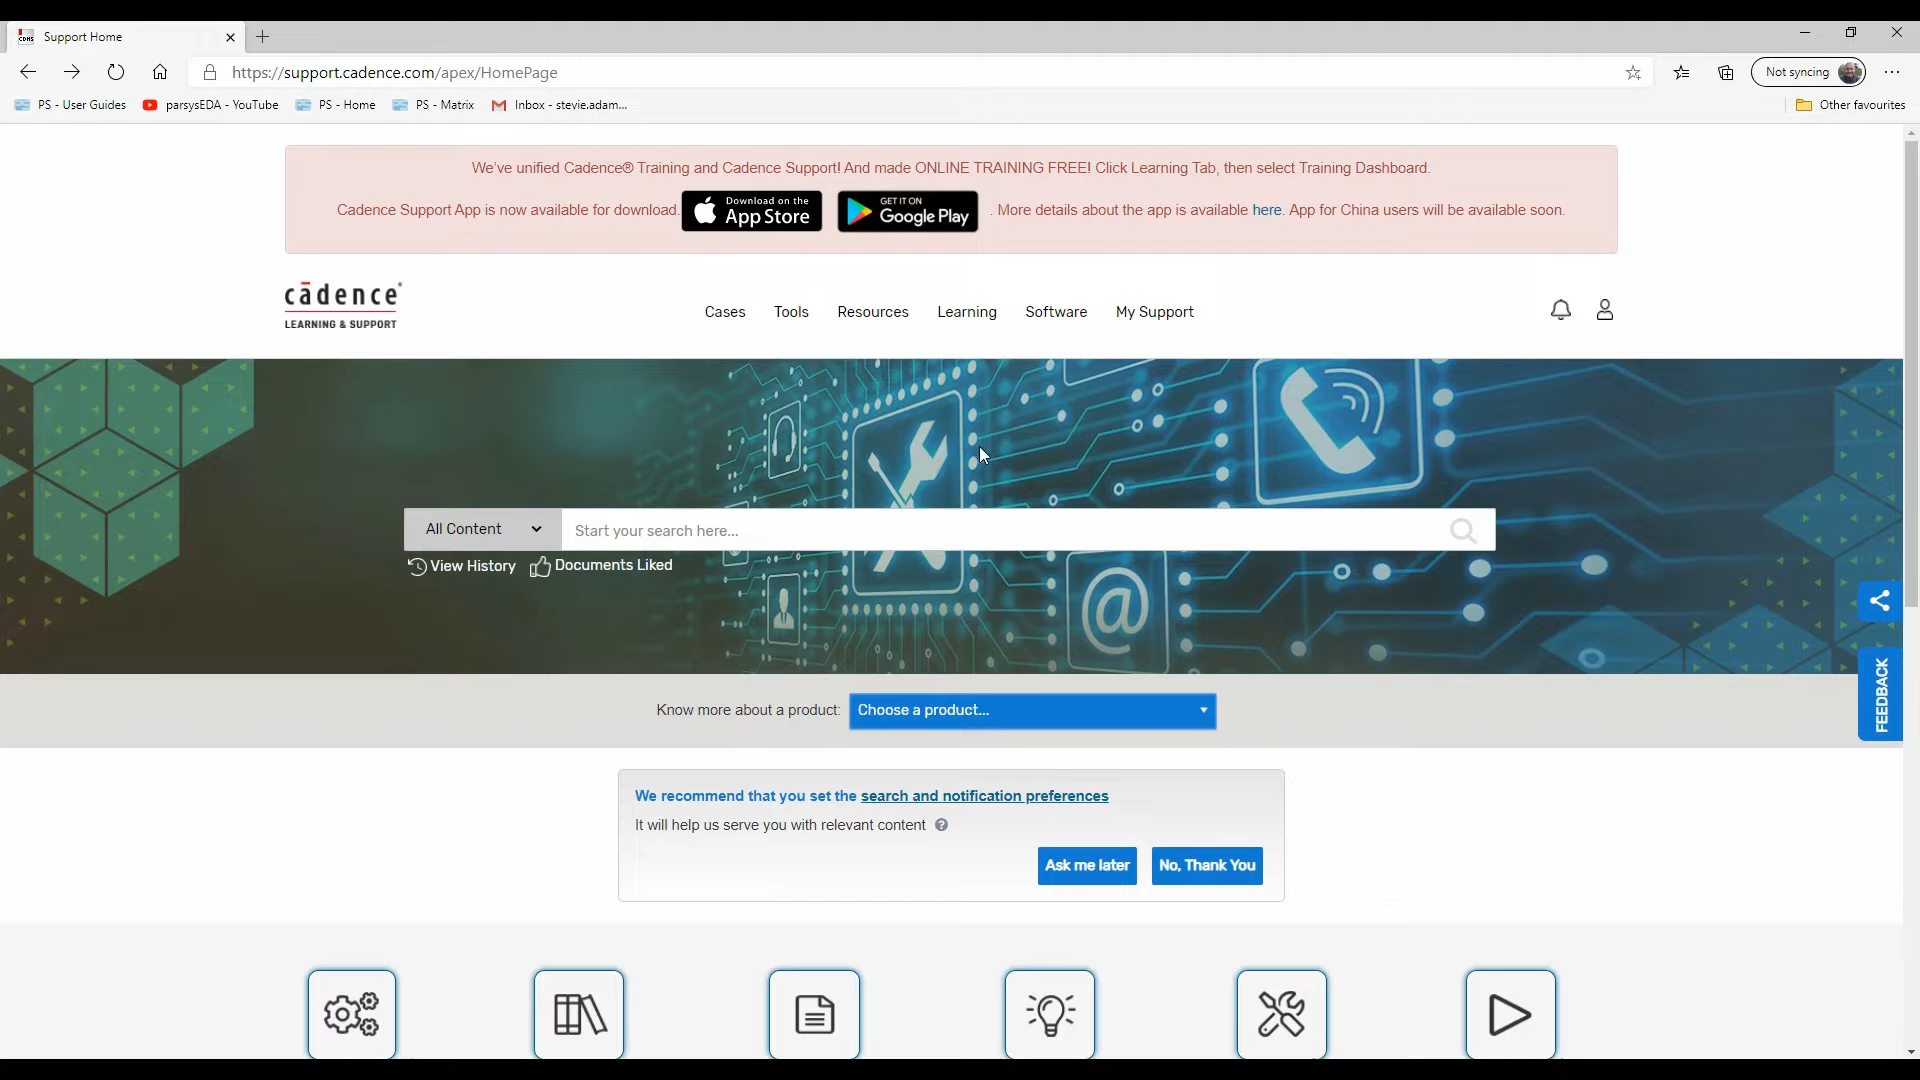 Support Home
https://support.cadence.com/apex/HomePage
Not syncing
PS - User Guides
parsysEDA - YouTube
PS - Home
PS - Matrix
Inbox - stevie.adam...
Other favourites
We've unified Cadence® Training and Cadence Support! And made ONLINE TRAINING FREE! Click Learning Tab, then select Training Dashboard.
Cadence Support App is now available for download. Download on the App Store GET IT ON Google Play . More details about the app is available here. App for China users will be available soon.
cādence®
LEARNING & SUPPORT
Cases
Tools
Resources
Learning
Software
My Support
All Content
Start your search here...
View History
Documents Liked
@
FEEDBACK
Know more about a product:
Choose a product...
We recommend that you set the search and notification preferences
It will help us serve you with relevant content ?
Ask me later
No, Thank You